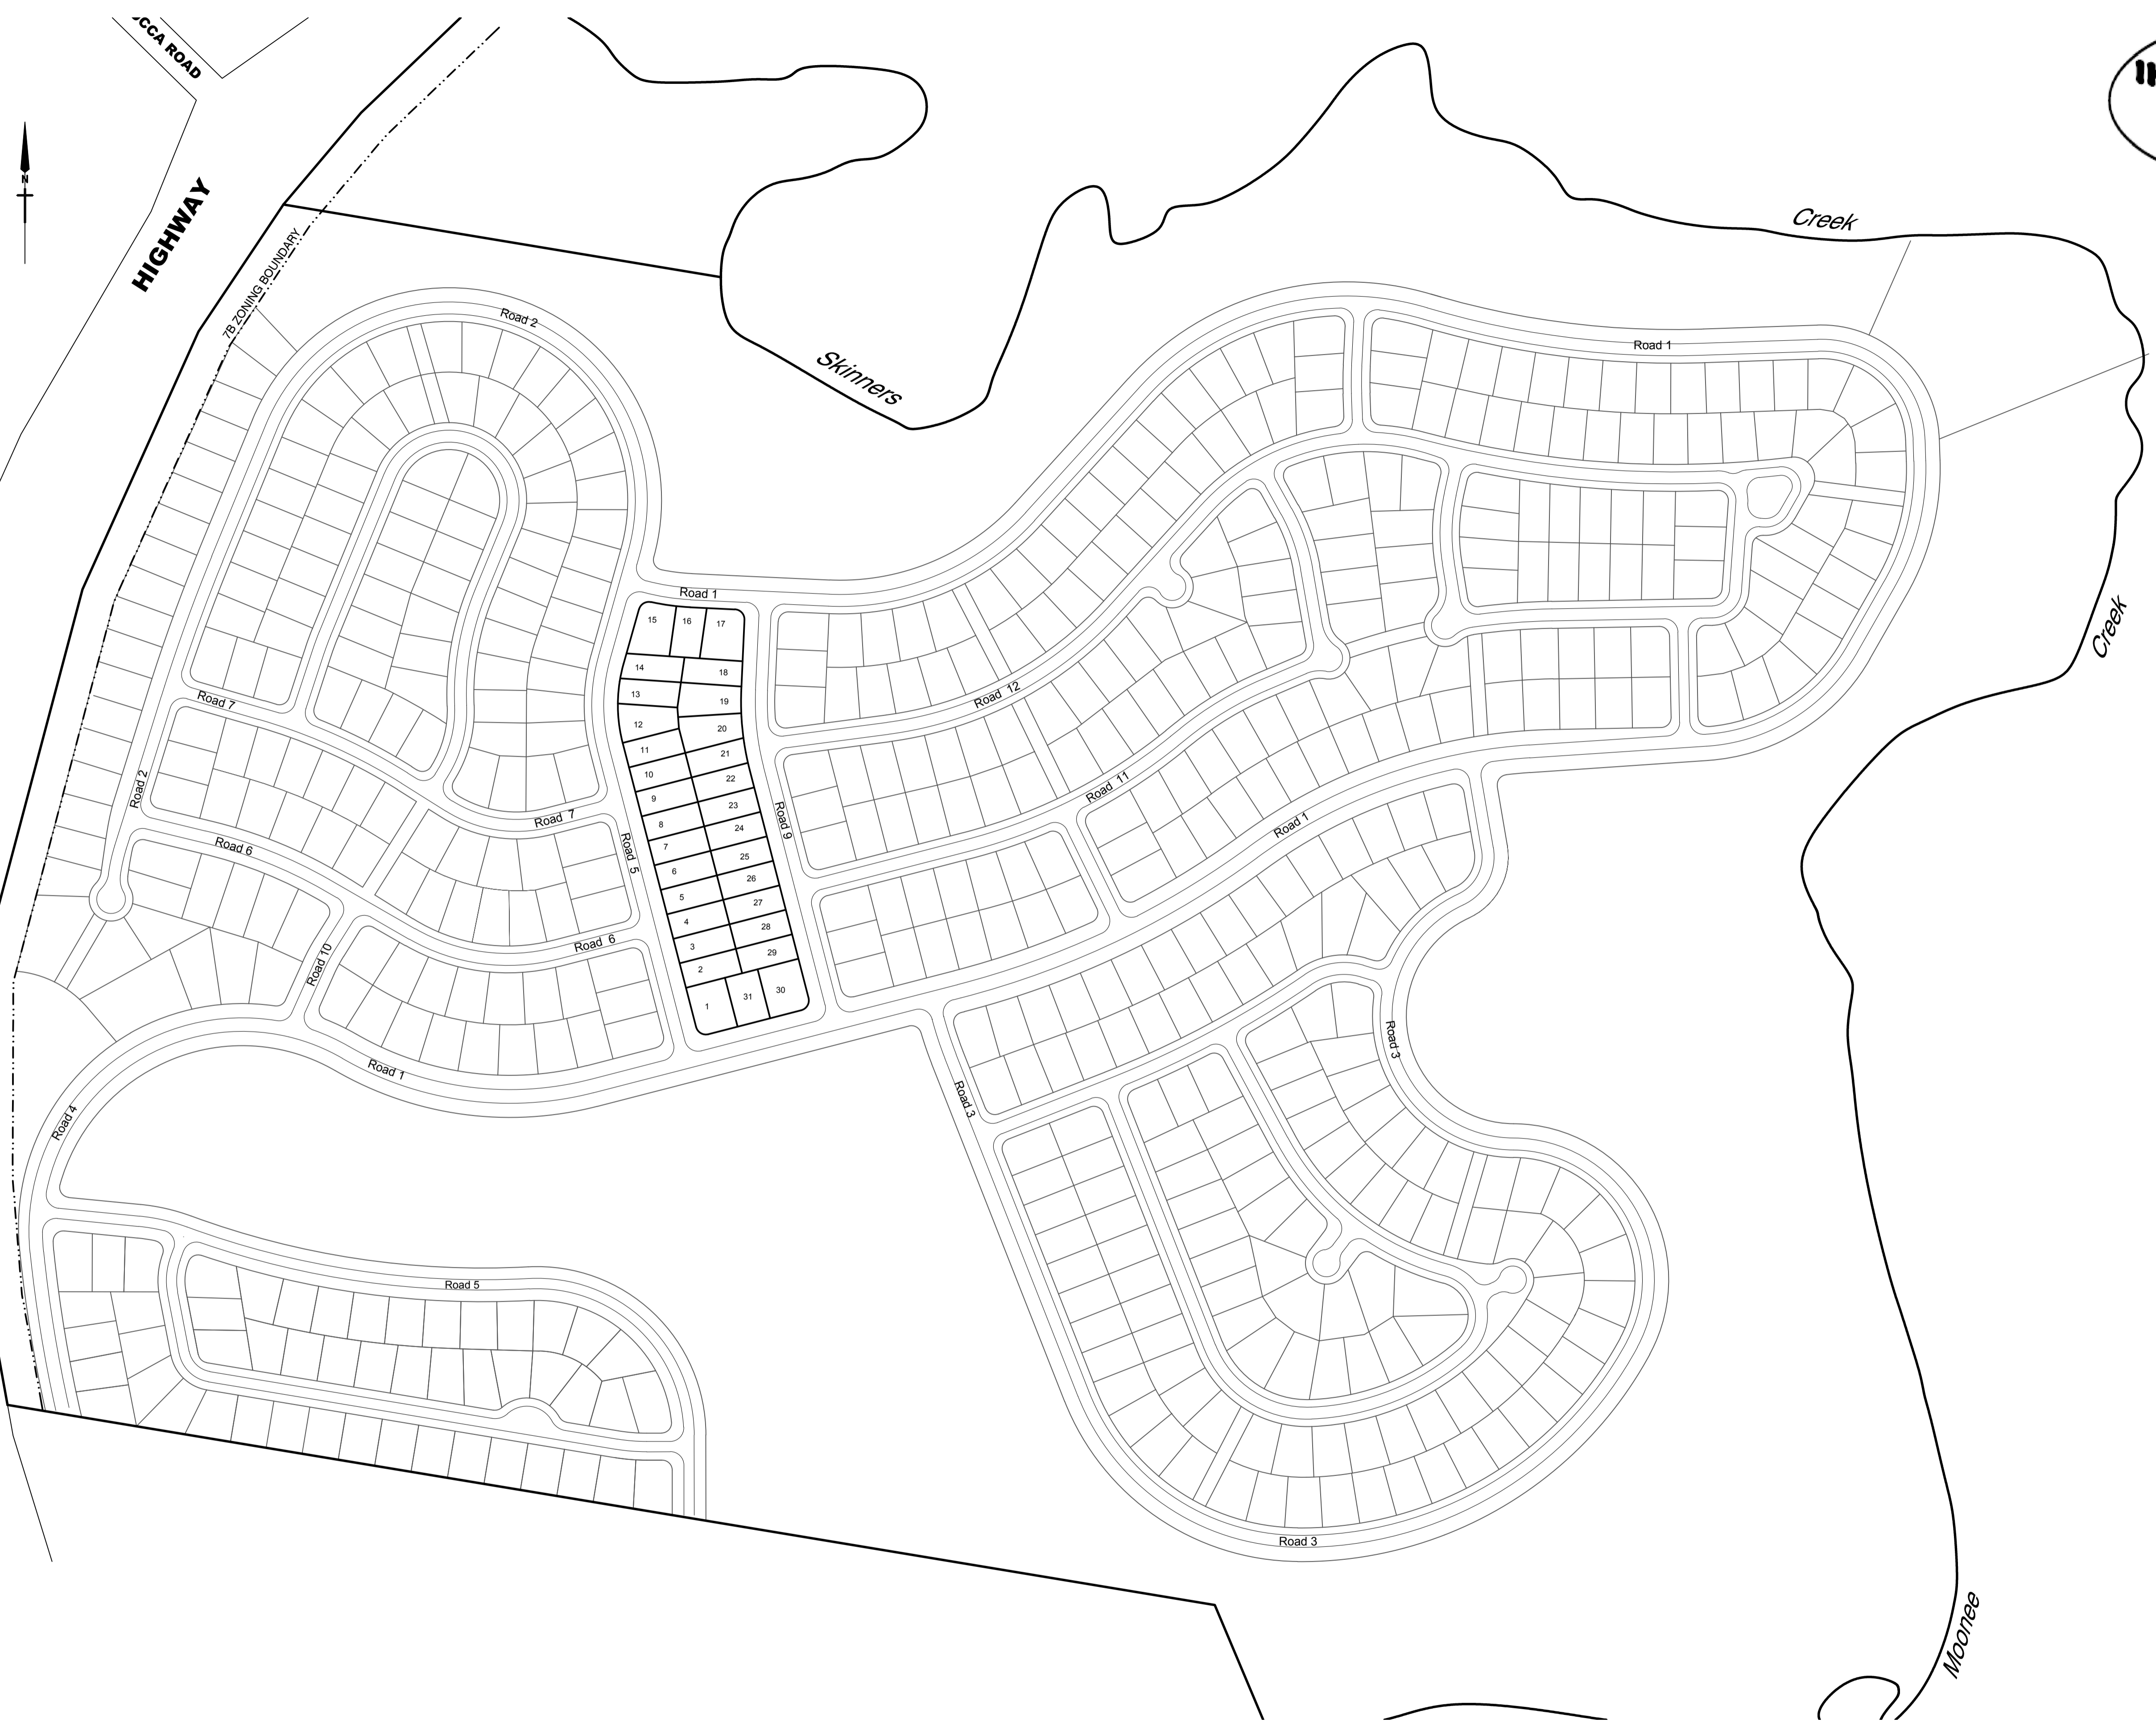 CCA ROAD
N
HIGHWAY
7B ZONING BOUNDARY
Creek
Skinners
Creek
Moonee
Road 2
Road 1
Road 1
15
16
17
14
18
13
19
12
20
11
21
10
22
9
23
8
24
7
25
6
26
5
27
4
28
3
29
2
1
31
30
Road 7
Road 12
Road 2
Road 11
Road 7
Road 9
Road 1
Road 6
Road 5
Road 6
Road 10
Road 3
Road 1
Road 3
Road 4
Road 5
Road 3